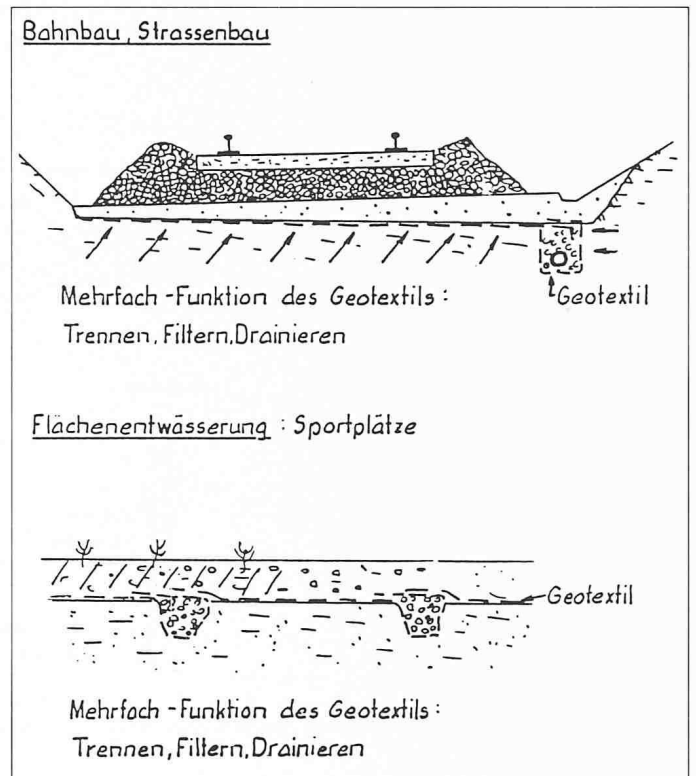 Bahnbau, Strassenbau
Geotextil
Mehrfach-Funktion des Geotextils:
Trennen, Filtern, Drainieren
Flächenentwässerung: Sportplätze
Geotextil
Mehrfach-Funktion des Geotextils:
Trennen, Filtern, Drainieren